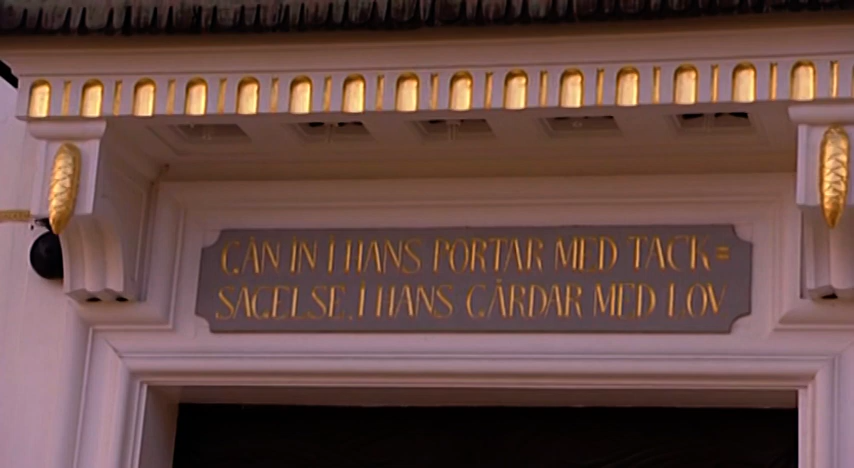 GÅN IN I HANS PORTAR MED TACK=
SÄGELSE. I HANS GÅRDAR MED LOV